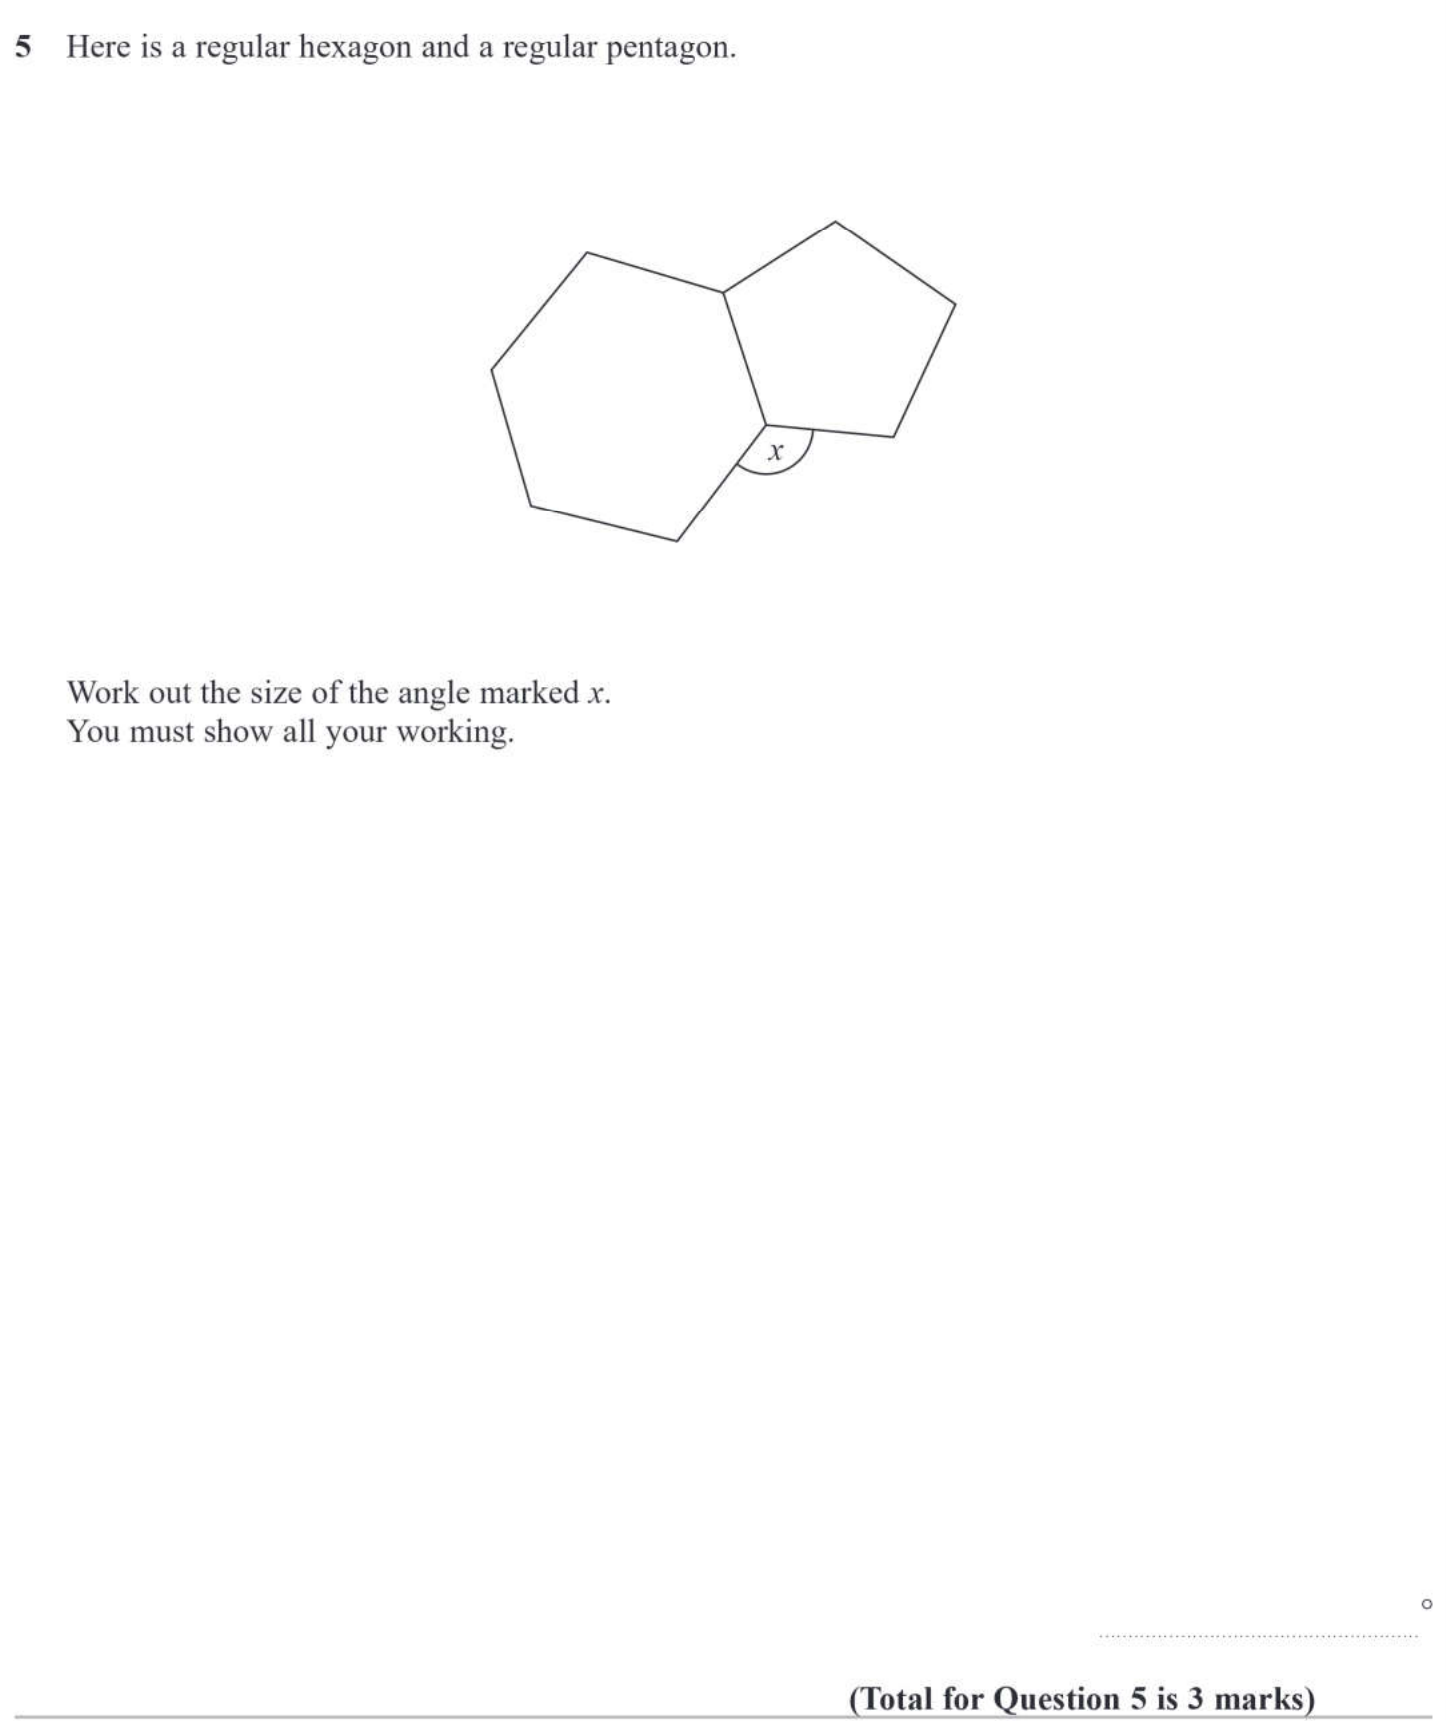 5 Here is a regular hexagon and a regular pentagon.
x
Work out the size of the angle marked x.
You must show all your working.
°
(Total for Question 5 is 3 marks)